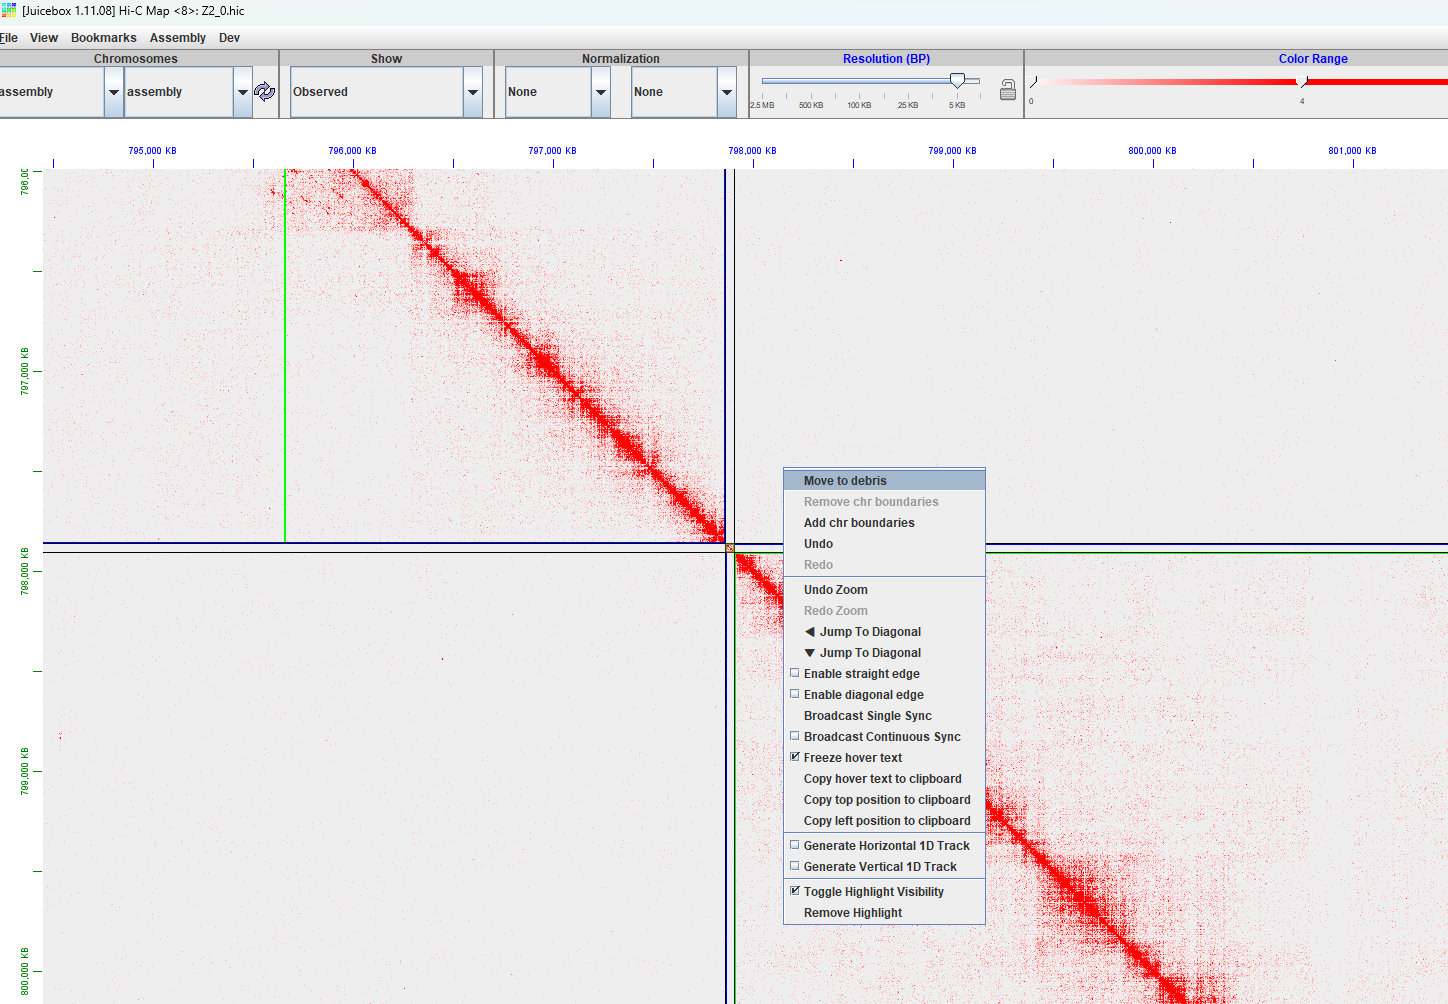 [Juicebox 1.11.08] Hi-C Map <8>: Z2_0.hic
File View Bookmarks Assembly Dev
Chromosomes Show Normalization Resolution (BP) Color Range
assembly assembly Observed None None
2.5 MB 500 KB 100 KB 25 KB 5 KB 0 4
795,000 KB 796,000 KB 797,000 KB 798,000 KB 799,000 KB 800,000 KB 801,000 KB
797,000 KB
798,000 KB
799,000 KB
800,000 KB
Move to debris
Remove chr boundaries
Add chr boundaries
Undo
Redo
Undo Zoom
Redo Zoom
Jump To Diagonal
Jump To Diagonal
Enable straight edge
Enable diagonal edge
Broadcast Single Sync
Broadcast Continuous Sync
Freeze hover text
Copy hover text to clipboard
Copy top position to clipboard
Copy left position to clipboard
Generate Horizontal 1D Track
Generate Vertical 1D Track
Toggle Highlight Visibility
Remove Highlight